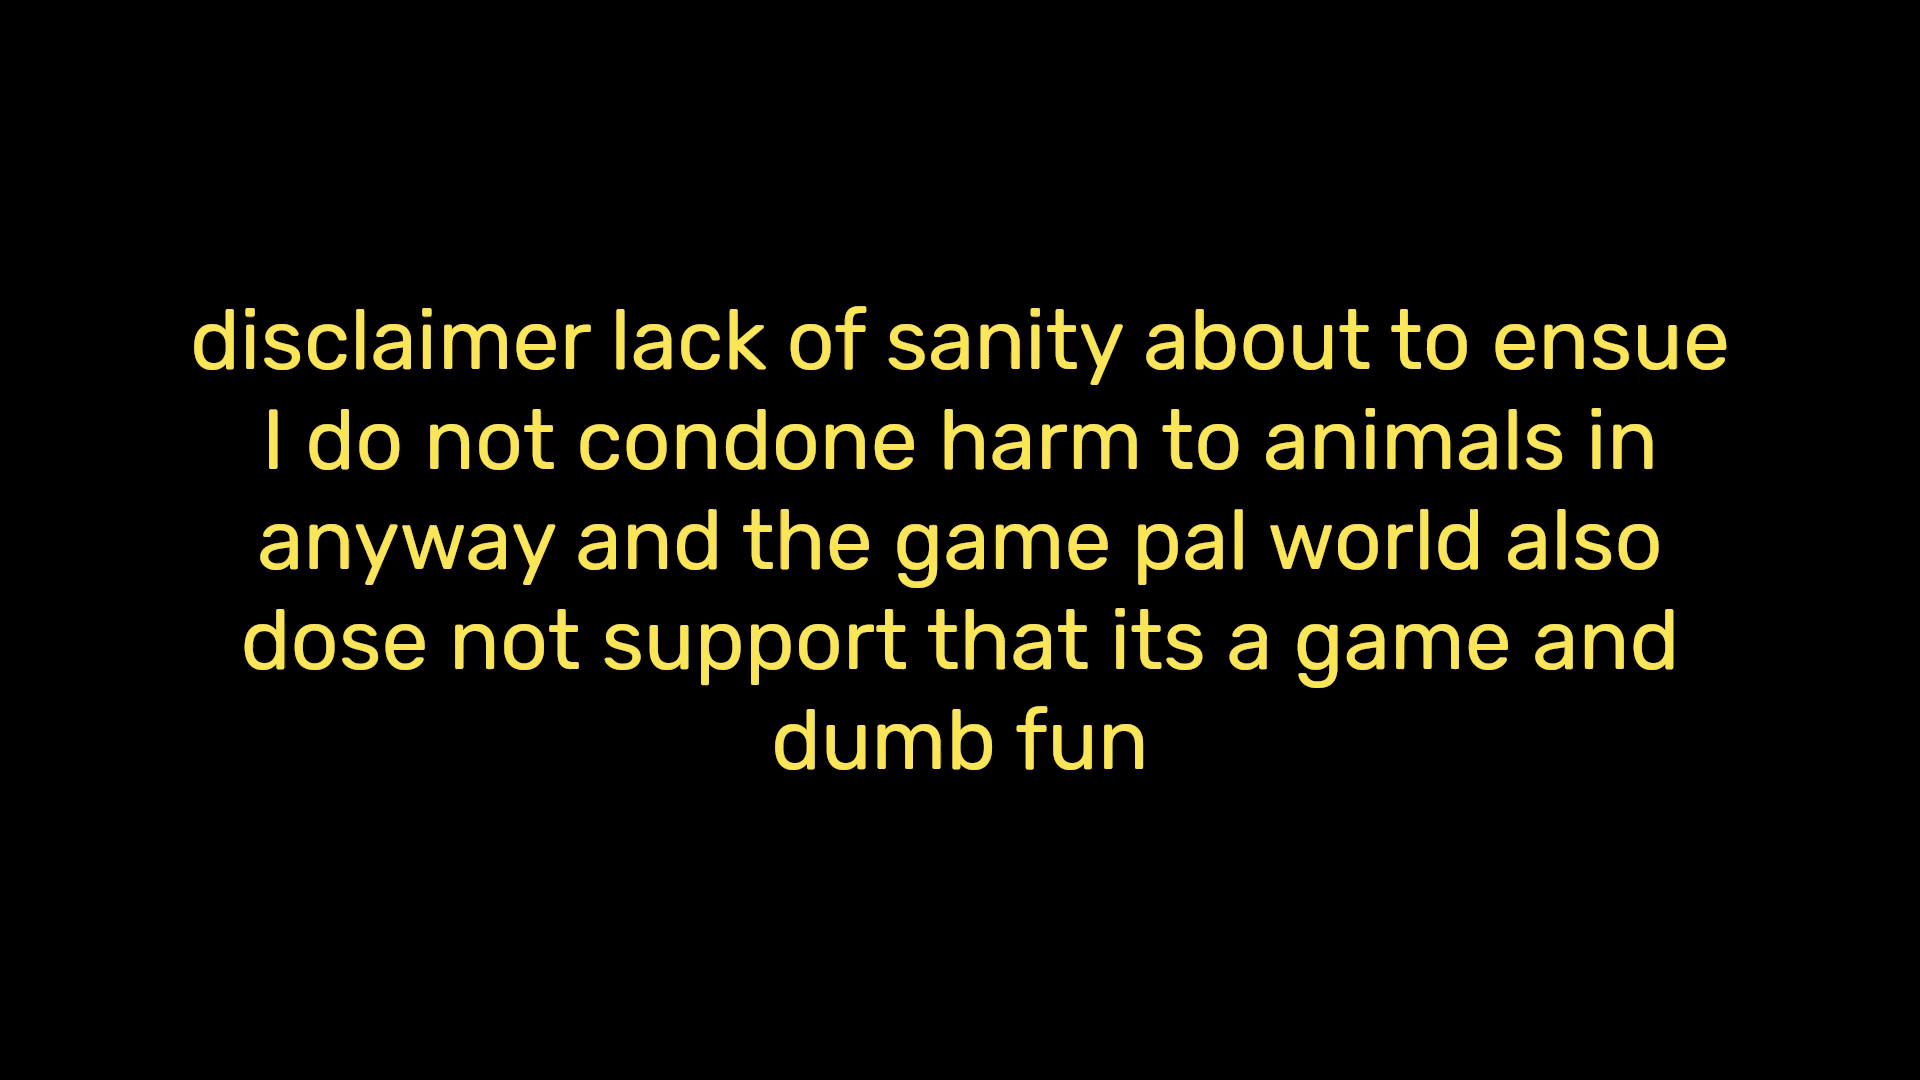 disclaimer lack of sanity about to ensue
I do not condone harm to animals in
anyway and the game pal world also
dose not support that its a game and
dumb fun